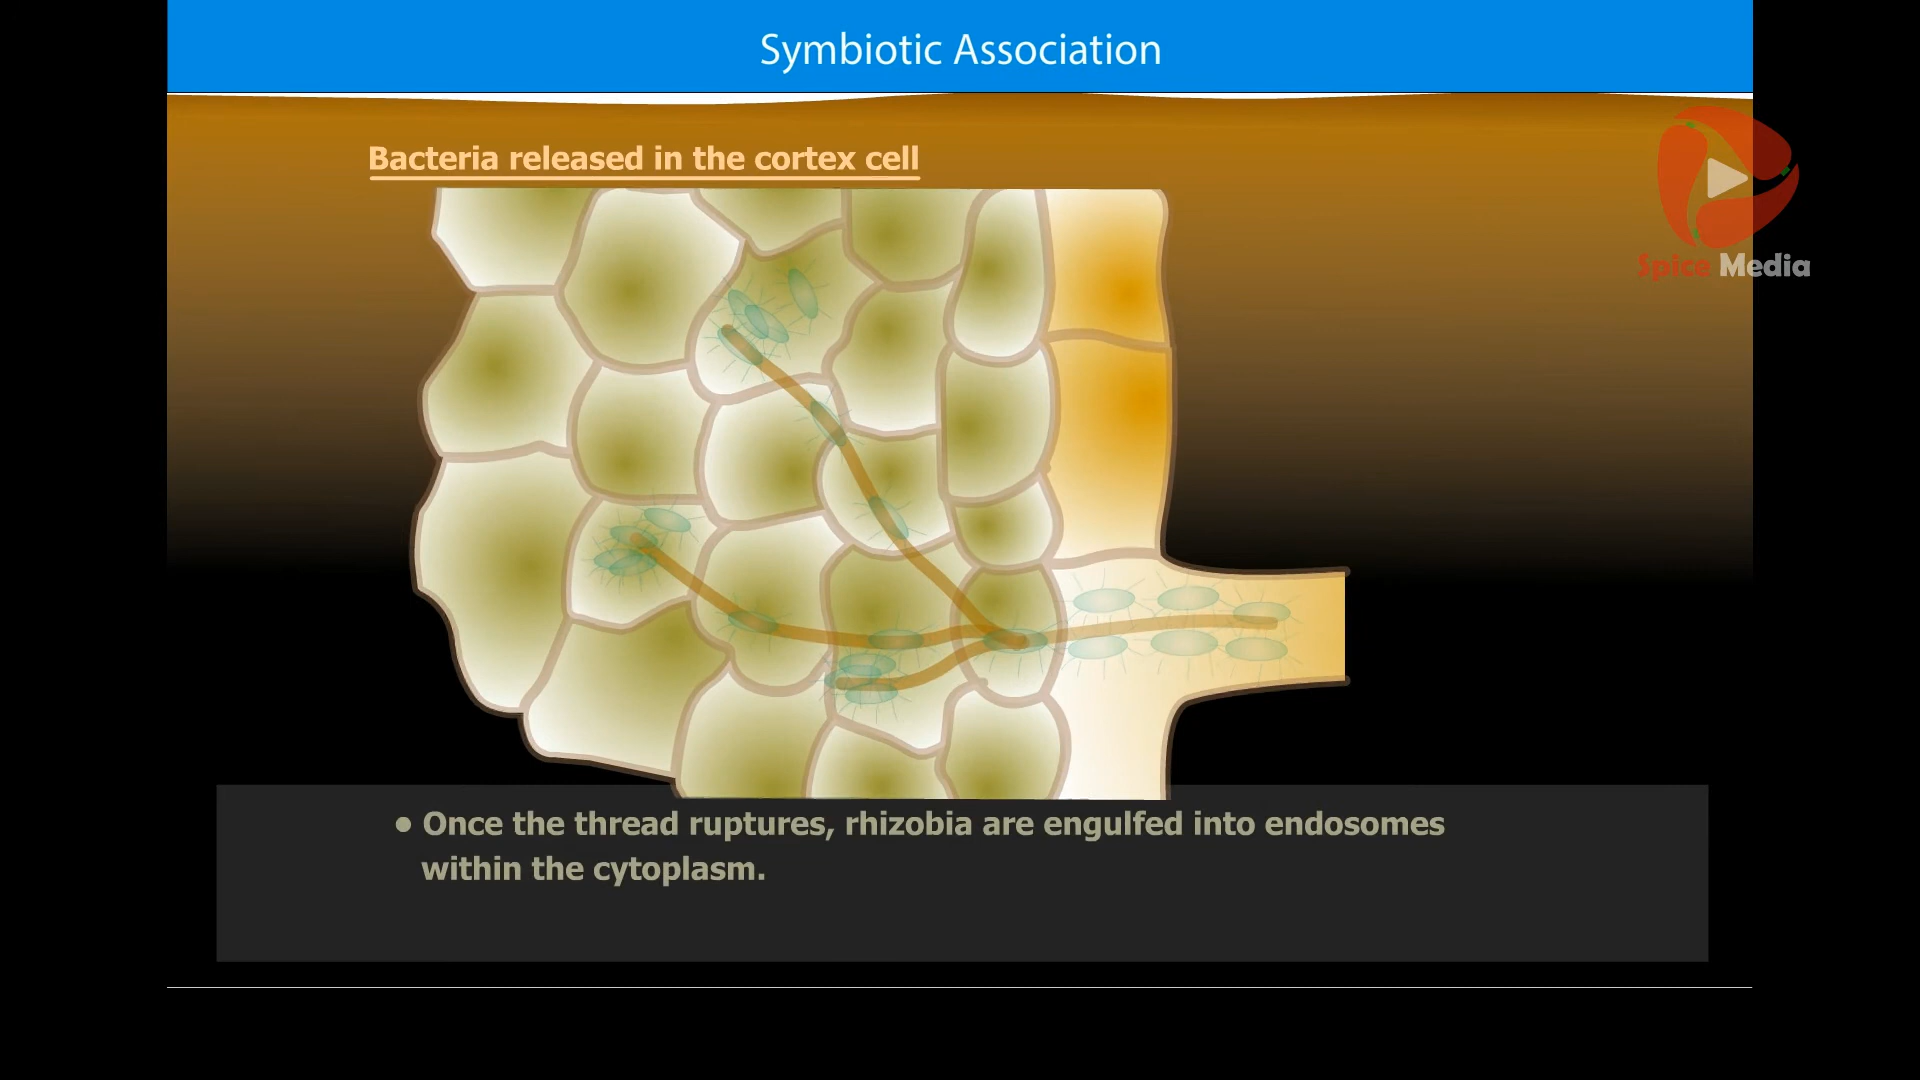 Symbiotic Association
Bacteria released in the cortex cell
Spice Media
• Once the thread ruptures, rhizobia are engulfed into endosomes
within the cytoplasm.